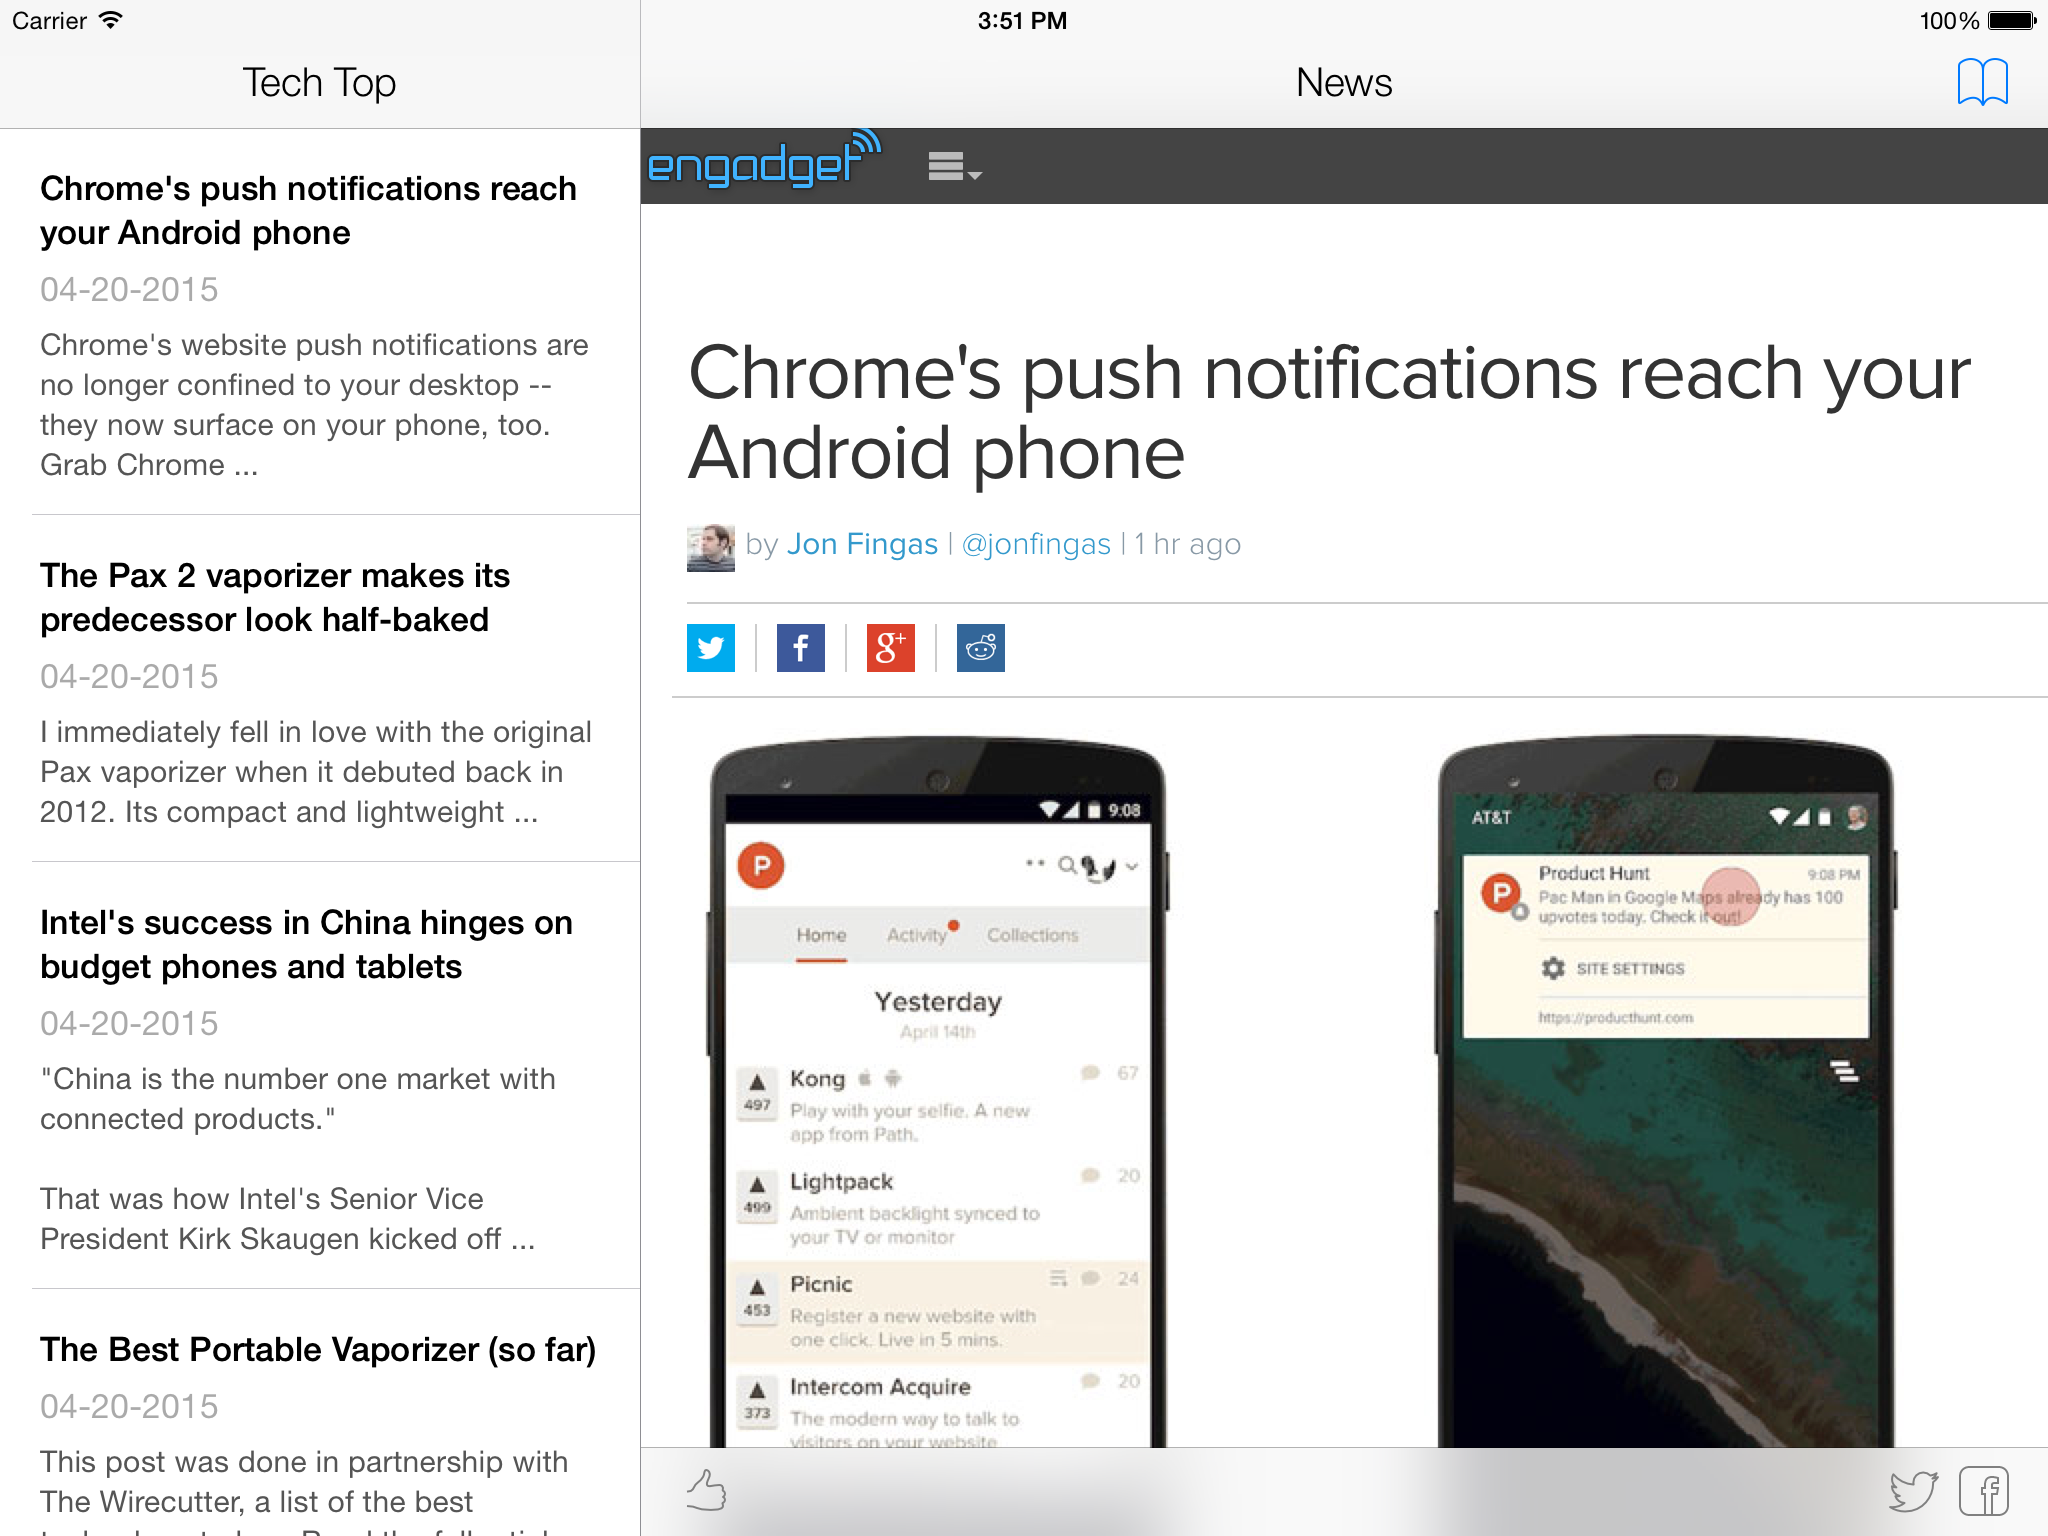 Carrier
3:51 PM
100%
Tech Top
News
Chrome's push notifications reach
your Android phone
04-20-2015
Chrome's website push notifications are
no longer confined to your desktop --
they now surface on your phone, too.
Grab Chrome ...
The Pax 2 vaporizer makes its
predecessor look half-baked
04-20-2015
I immediately fell in love with the original
Pax vaporizer when it debuted back in
2012. Its compact and lightweight ...
Intel's success in China hinges on
budget phones and tablets
04-20-2015
"China is the number one market with
connected products."
That was how Intel's Senior Vice
President Kirk Skaugen kicked off ...
The Best Portable Vaporizer (so far)
04-20-2015
This post was done in partnership with
The Wirecutter, a list of the best
engadget
Chrome's push notifications reach your
Android phone
by Jon Fingas | @jonfingas | 1 hr ago
f
g+
9:08
P
Home Activity Collections
Yesterday
April 14th
Kong 67
497
Play with your selfie. A new
app from Path.
Lightpack 20
499
Ambient backlight synced to
your TV or monitor
Picnic 24
453
Register a new website with
one click. Live in 5 mins.
Intercom Acquire 20
373
The modern way to talk to
visitors on your website
AT&T
P
Product Hunt 9:08 PM
Pac Man in Google Maps already has 100
upvotes today. Check it out!
SITE SETTINGS
https://producthunt.com
f